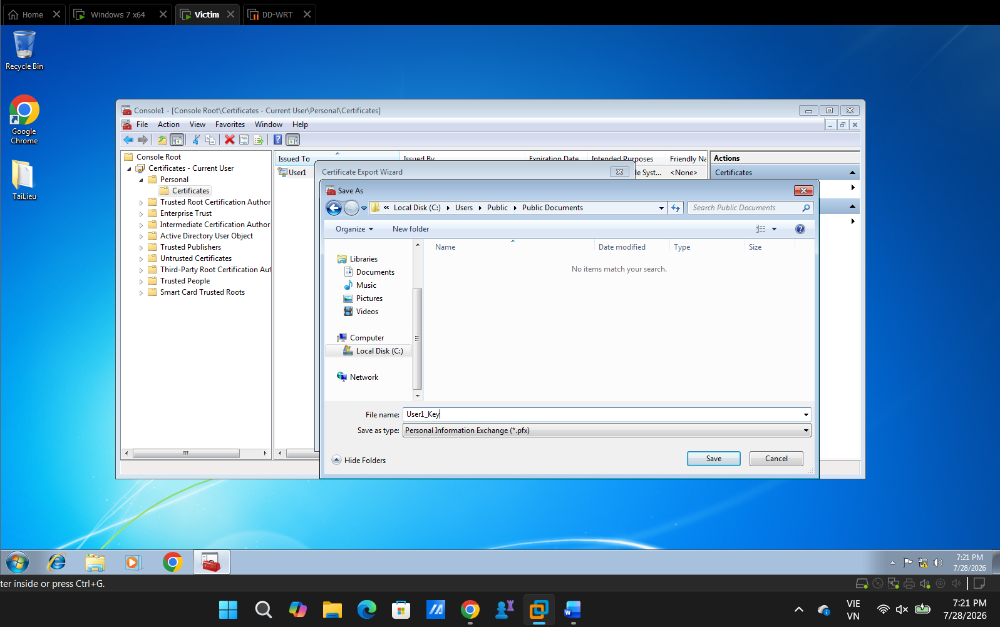 Home
Windows 7 x64
Victim
DD-WRT
Recycle Bin
Google
Chrome
TaiLieu
Console1 - [Console Root\Certificates - Current User\Personal\Certificates]
File Action View Favorites Window Help
Console Root
Certificates - Current User
Personal
Certificates
Trusted Root Certification Author
Enterprise Trust
Intermediate Certification Author
Active Directory User Object
Trusted Publishers
Untrusted Certificates
Third-Party Root Certification Aut
Trusted People
Smart Card Trusted Roots
Issued To Issued By Expiration Date Intended Purposes Friendly Na
User1 le Syst... <None>
Actions
Certificates
Certificate Export Wizard
Save As
« Local Disk (C:) Users Public Public Documents
Search Public Documents
Organize New folder
Name Date modified Type Size
No items match your search.
Libraries
Documents
Music
Pictures
Videos
Computer
Local Disk (C:)
Network
File name: User1_Key
Save as type: Personal Information Exchange (*.pfx)
Hide Folders
Save Cancel
7:21 PM
7/28/2026
ter inside or press Ctrl+G.
VIE
VN
7:21 PM
7/28/2026